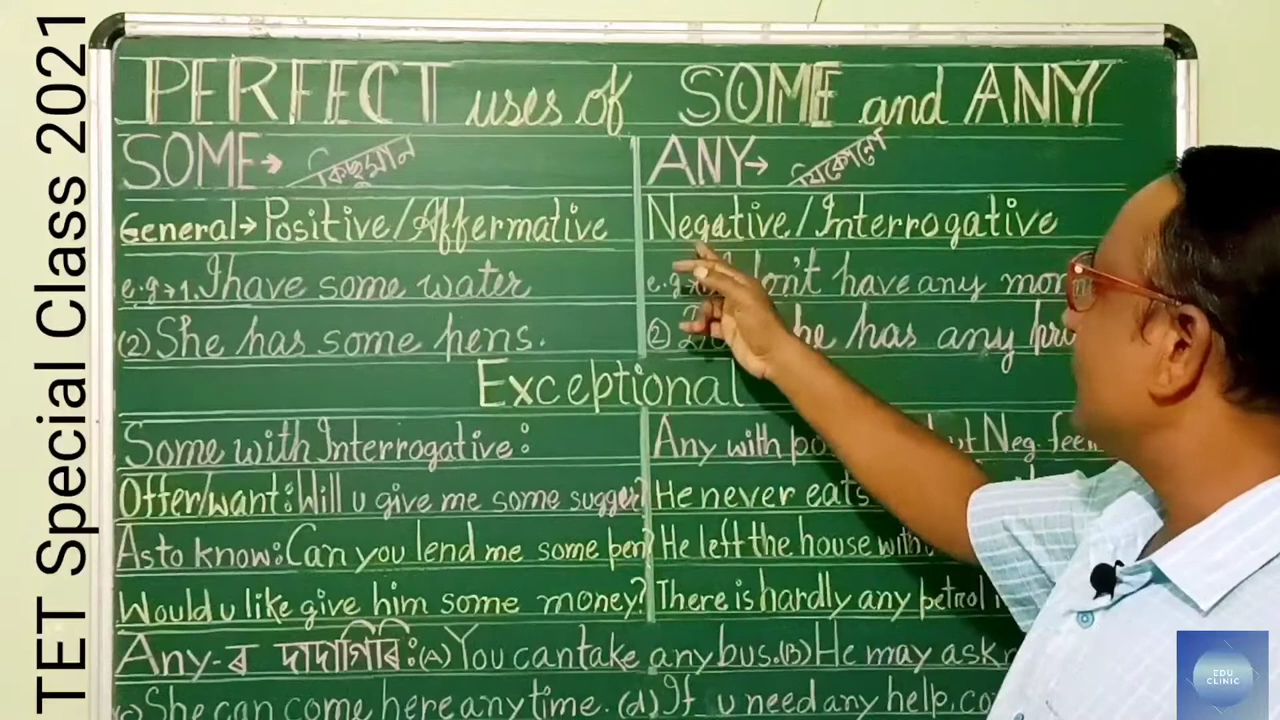 TET Special Class 2021
PERFECT uses of SOME and ANY
SOME→ কিছুমান
ANY→ যিকোনো
General→Positive/Affermative
Negative/Interrogative
e.g→1. I have some water
e.g→ don't have any
(2) She has some pens.
② he has any
Exceptional
Some with Interrogative:
Any with Neg.
Offer/want: Will u give me some sugger?
He never eats
As to know: Can you lend me some pen?
He left the house
Would u like give him some money?
There is hardly any petrol
Any-ৰ দাদাগিৰি: (A) You can take any bus. (B) He may ask
She can come here any time. (d) If u need any help,
EDU
CLINIC